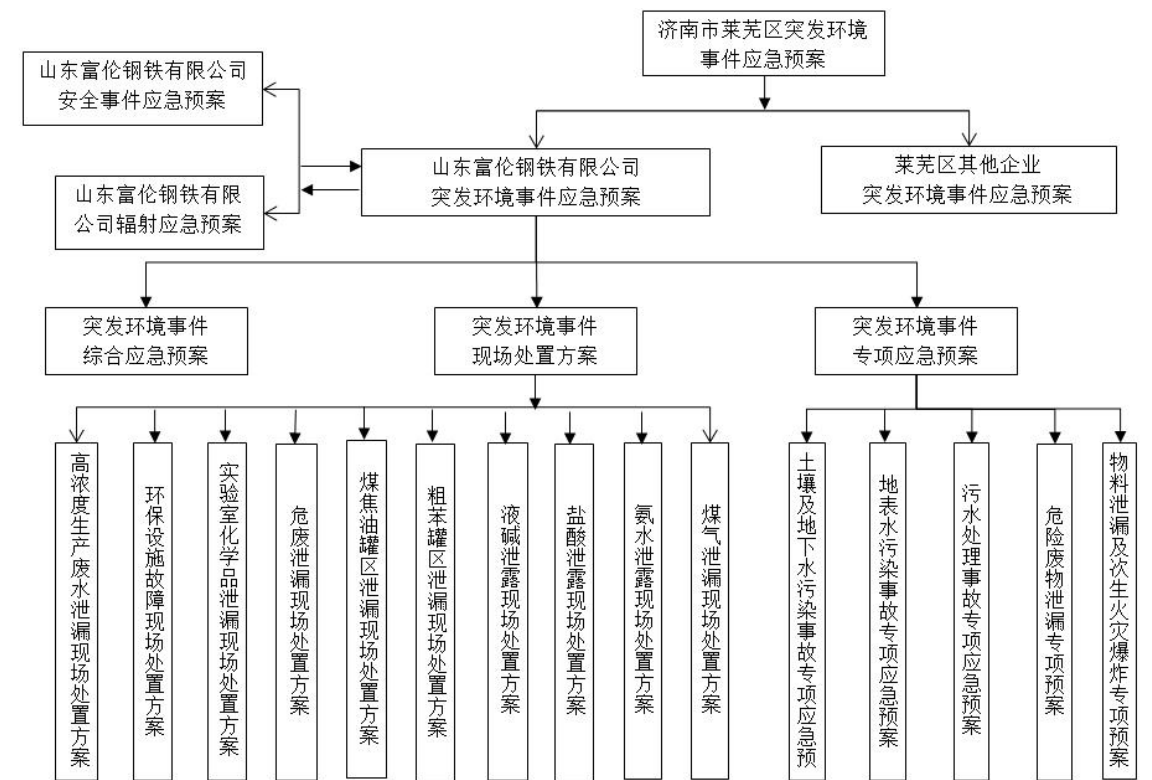 济南市莱芜区突发环境
事件应急预案
山东富伦钢铁有限公司
安全事件应急预案
山东富伦钢铁有限公司
突发环境事件应急预案
莱芜区其他企业
突发环境事件应急预案
山东富伦钢铁有限
公司辐射应急预案
突发环境事件
综合应急预案
突发环境事件
现场处置方案
突发环境事件
专项应急预案
高浓度生产废水泄漏现场处置方案
环保设施故障现场处置方案
实验室化学品泄漏现场处置方案
危废泄漏现场处置方案
煤焦油罐区泄漏现场处置方案
粗苯罐区泄漏现场处置方案
液碱泄露现场处置方案
盐酸泄露现场处置方案
氨水泄露现场处置方案
煤气泄漏现场处置方案
土壤及地下水污染事故专项应急预
地表水污染事故专项应急预案
污水处理事故专项应急预案
危险废物泄漏专项预案
物料泄漏及次生火灾爆炸专项预案